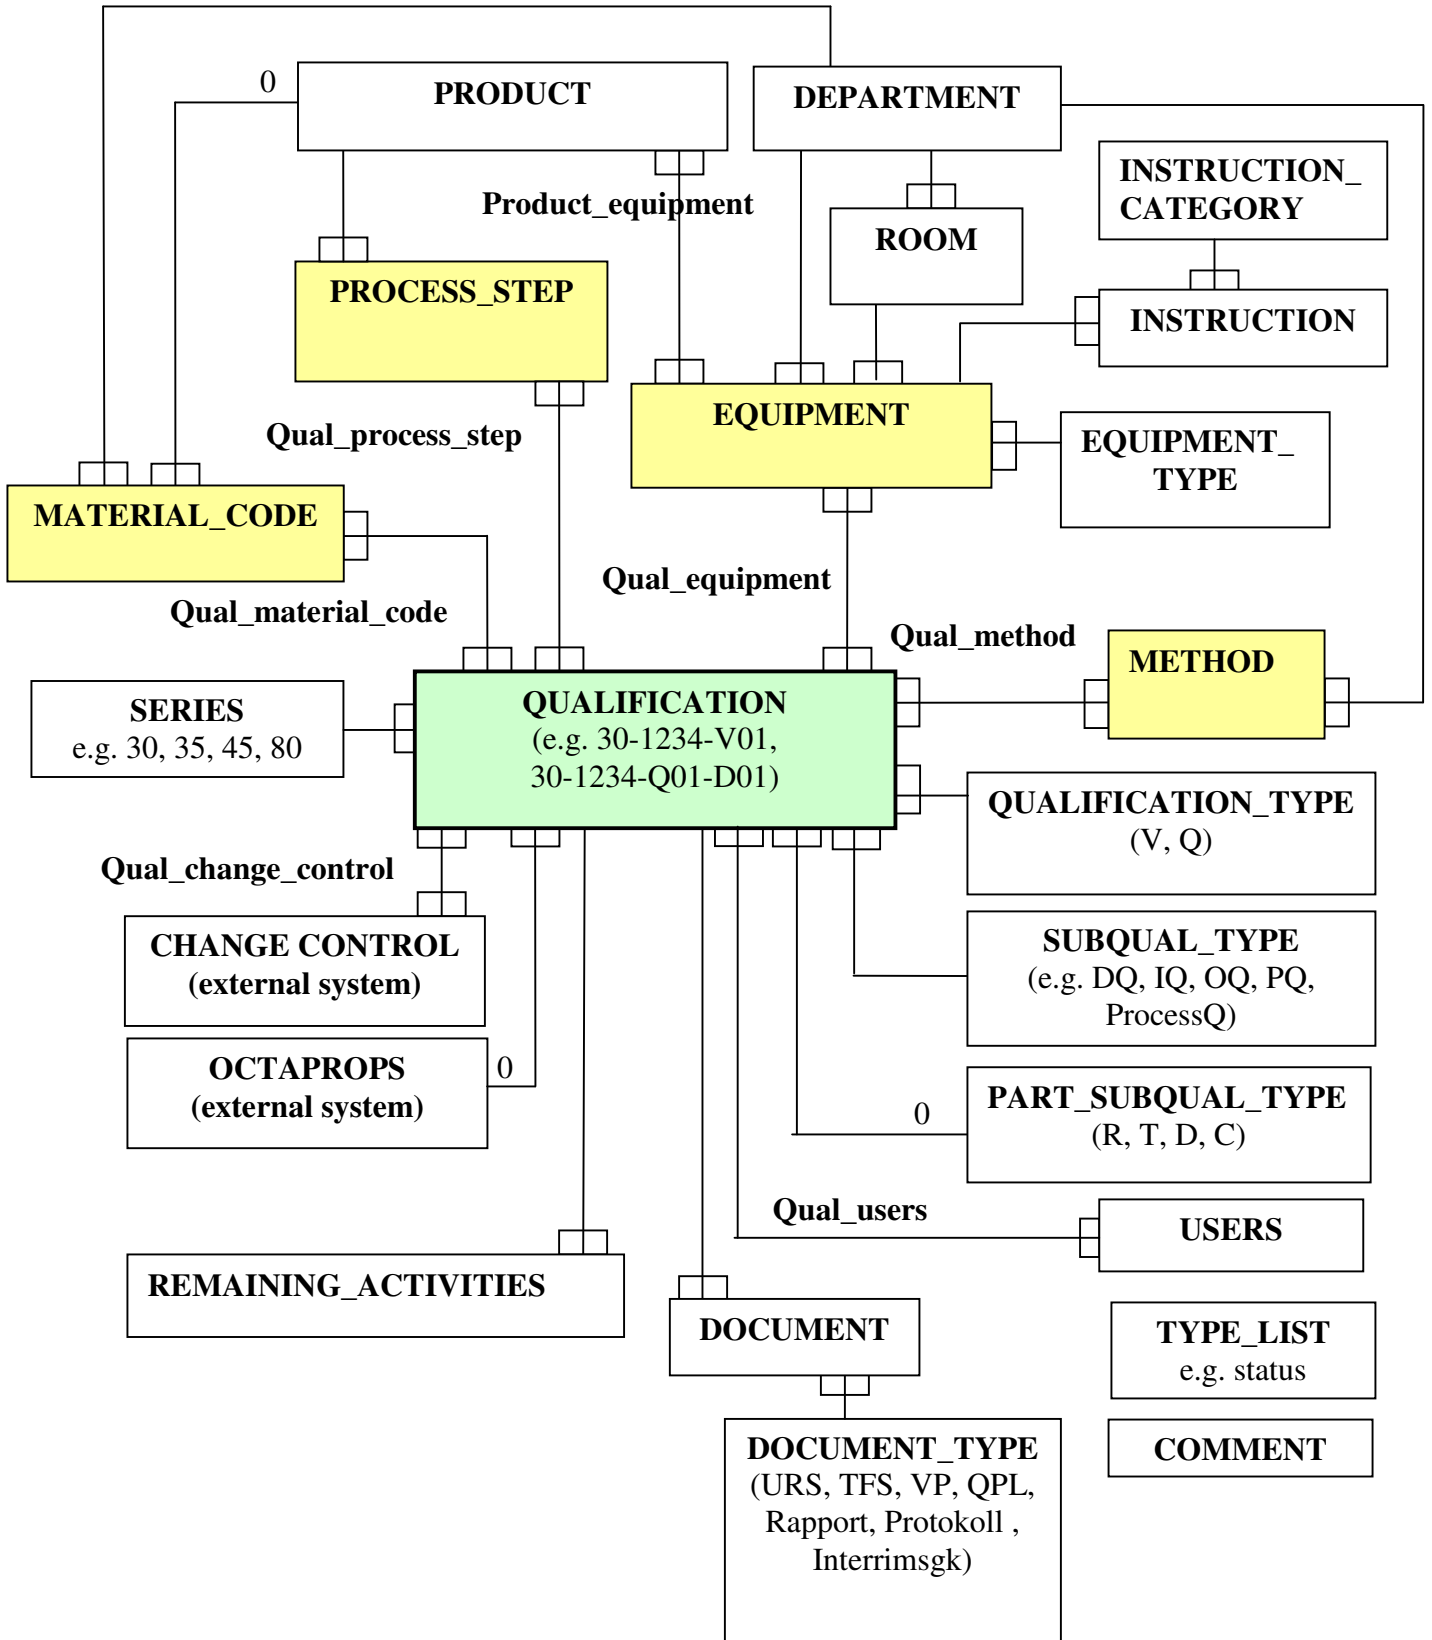 0
PRODUCT
DEPARTMENT
INSTRUCTION_
CATEGORY
Product_equipment
ROOM
PROCESS_STEP
INSTRUCTION
EQUIPMENT
Qual_process_step
EQUIPMENT_
TYPE
MATERIAL_CODE
Qual_equipment
Qual_material_code
Qual_method
METHOD
SERIES
e.g. 30, 35, 45, 80
QUALIFICATION
(e.g. 30-1234-V01,
30-1234-Q01-D01)
QUALIFICATION_TYPE
(V, Q)
Qual_change_control
CHANGE CONTROL
(external system)
SUBQUAL_TYPE
(e.g. DQ, IQ, OQ, PQ,
ProcessQ)
OCTAPROPS
(external system)
0
0
PART_SUBQUAL_TYPE
(R, T, D, C)
Qual_users
USERS
REMAINING_ACTIVITIES
DOCUMENT
TYPE_LIST
e.g. status
DOCUMENT_TYPE
(URS, TFS, VP, QPL,
Rapport, Protokoll ,
Interrimsgk)
COMMENT